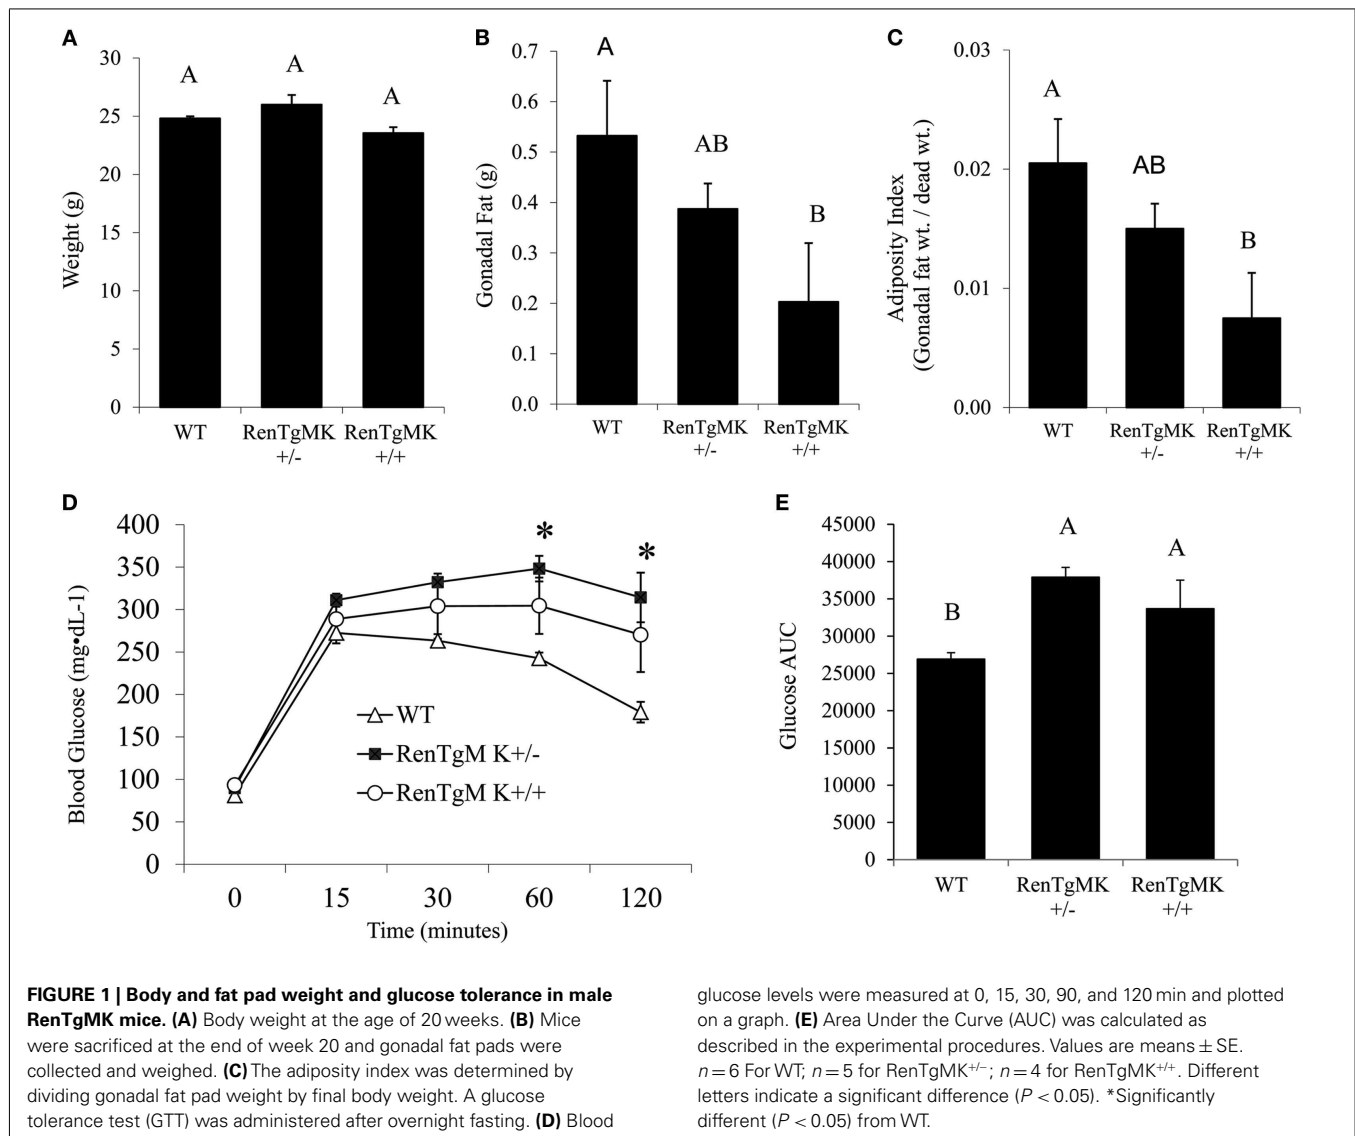 A
30
25
20
15
10
5
0
Weight (g)
A
A
A
WT
RenTgMK
+/-
RenTgMK
+/+
B
0.7
0.6
0.5
0.4
0.3
0.2
0.1
0.0
Gonadal Fat (g)
A
AB
B
WT
RenTgMK
+/-
RenTgMK
+/+
C
0.03
0.02
0.01
0.00
Adiposity Index
(Gonadal fat wt. / dead wt.)
A
AB
B
WT
RenTgMK
+/-
RenTgMK
+/+
D
400
350
300
250
200
150
100
50
0
Blood Glucose (mg•dL-1)
*
*
WT
RenTgM K+/-
RenTgM K+/+
0 15 30 60 120
Time (minutes)
E
45000
40000
35000
30000
25000
20000
15000
10000
5000
0
Glucose AUC
B
A
A
WT
RenTgMK
+/-
RenTgMK
+/+
FIGURE 1 | Body and fat pad weight and glucose tolerance in male
RenTgMK mice. (A) Body weight at the age of 20 weeks. (B) Mice
were sacrificed at the end of week 20 and gonadal fat pads were
collected and weighed. (C) The adiposity index was determined by
dividing gonadal fat pad weight by final body weight. A glucose
tolerance test (GTT) was administered after overnight fasting. (D) Blood
glucose levels were measured at 0, 15, 30, 90, and 120 min and plotted
on a graph. (E) Area Under the Curve (AUC) was calculated as
described in the experimental procedures. Values are means ± SE.
n = 6 For WT; n = 5 for RenTgMK+/−; n = 4 for RenTgMK+/+. Different
letters indicate a significant difference (P < 0.05). *Significantly
different (P < 0.05) from WT.